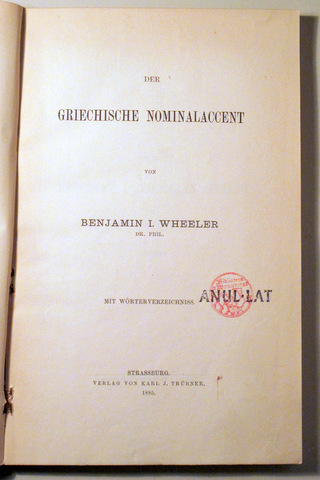 DER
GRIECHISCHE NOMINALACCENT
VON
BENJAMIN I. WHEELER
DR. PHIL.
MIT WÖRTERVERZEICHNISS.
ANUL·LAT
STRASSBURG.
VERLAG VON KARL J. TRÜBNER.
1885.